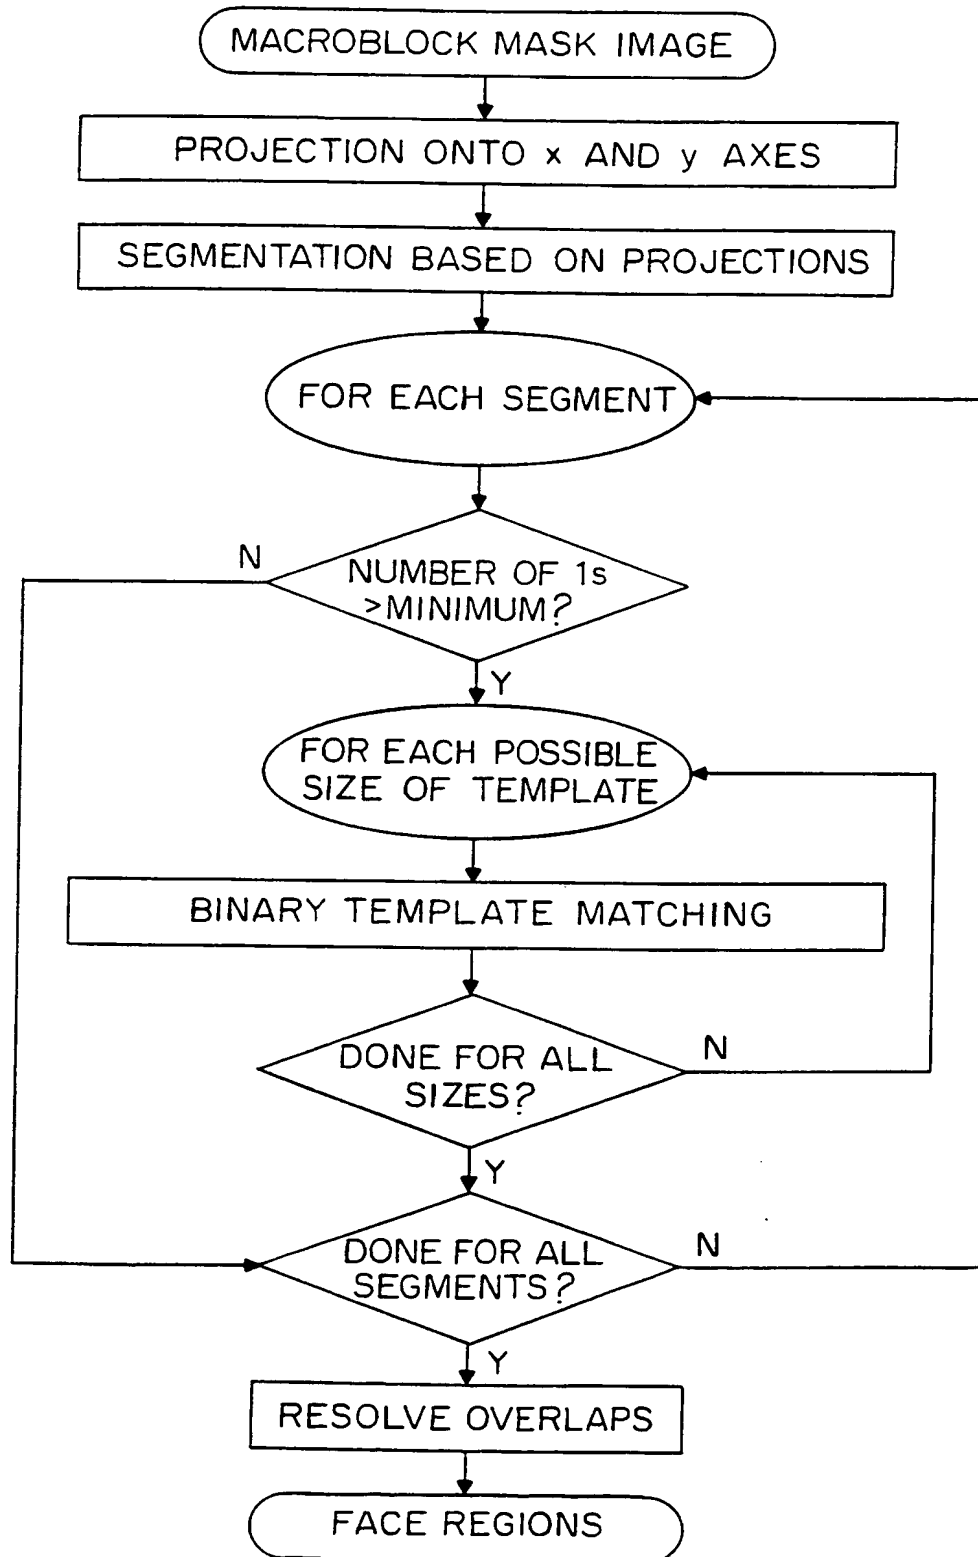 MACROBLOCK MASK IMAGE
PROJECTION ONTO x AND y AXES
SEGMENTATION BASED ON PROJECTIONS
FOR EACH SEGMENT
N
NUMBER OF 1s
>MINIMUM?
Y
FOR EACH POSSIBLE
SIZE OF TEMPLATE
BINARY TEMPLATE MATCHING
DONE FOR ALL
SIZES?
N
Y
DONE FOR ALL
SEGMENTS?
N
Y
RESOLVE OVERLAPS
FACE REGIONS